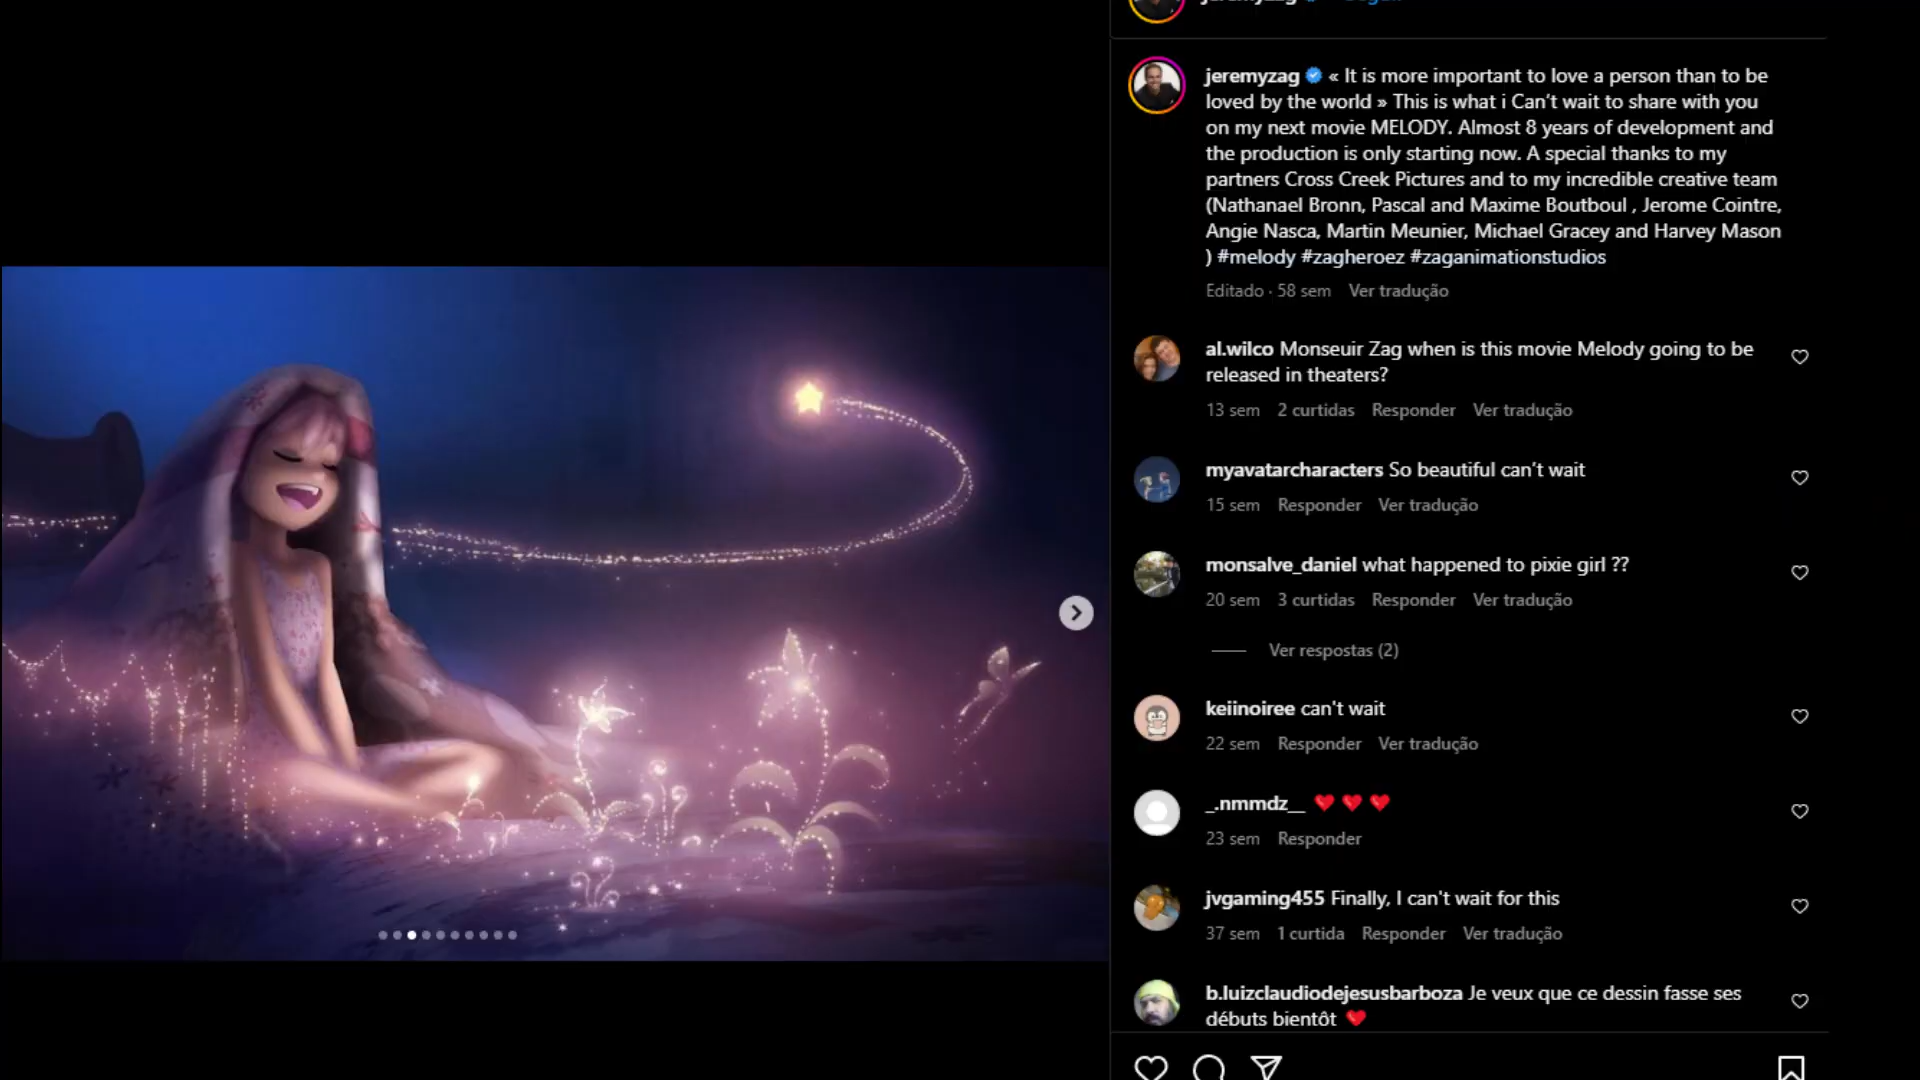 jeremyzag « It is more important to love a person than to be
loved by the world » This is what i Can't wait to share with you
on my next movie MELODY. Almost 8 years of development and
the production is only starting now. A special thanks to my
partners Cross Creek Pictures and to my incredible creative team
(Nathanael Bronn, Pascal and Maxime Boutboul , Jerome Cointre,
Angie Nasca, Martin Meunier, Michael Gracey and Harvey Mason
) #melody #zagheroez #zaganimationstudios
Editado · 58 sem Ver tradução
al.wilco Monseuir Zag when is this movie Melody going to be
released in theaters?
13 sem 2 curtidas Responder Ver tradução
myavatarcharacters So beautiful can't wait
15 sem Responder Ver tradução
monsalve_daniel what happened to pixie girl ??
20 sem 3 curtidas Responder Ver tradução
Ver respostas (2)
keiinoiree can't wait
22 sem Responder Ver tradução
_.nmmdz__ ❤️ ❤️ ❤️
23 sem Responder
jvgaming455 Finally, I can't wait for this
37 sem 1 curtida Responder Ver tradução
b.luizclaudiodejesusbarboza Je veux que ce dessin fasse ses
débuts bientôt ❤️